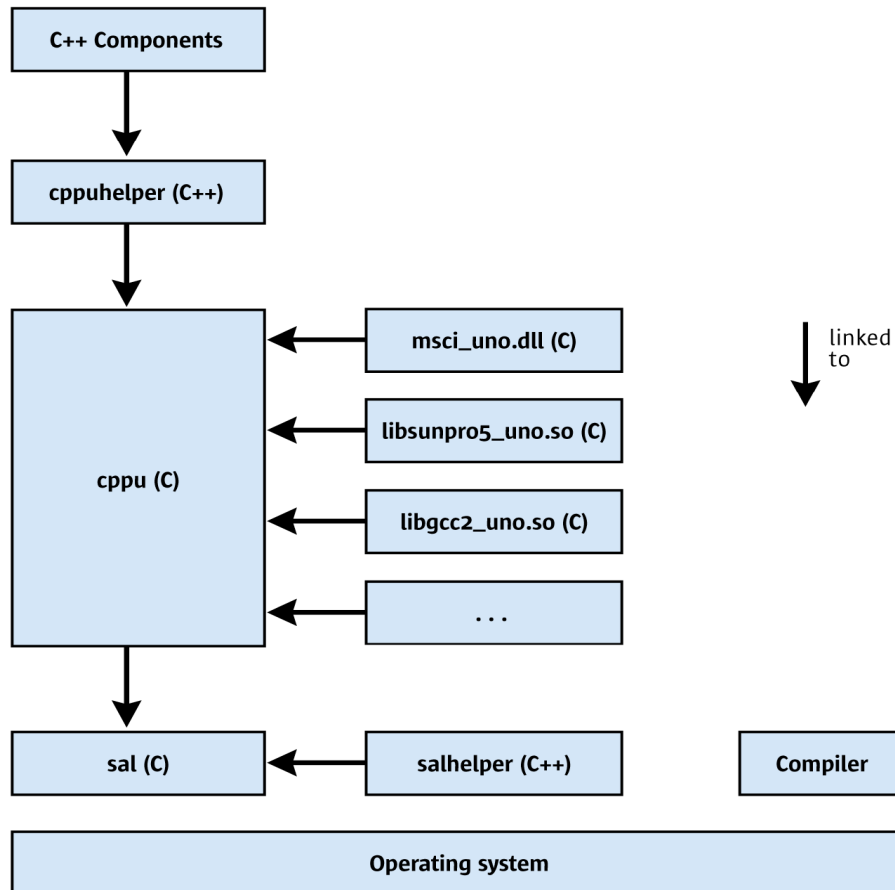 C++ Components
cppuhelper (C++)
cppu (C)
msci_uno.dll (C)
libsunpro5_uno.so (C)
libgcc2_uno.so (C)
...
linked
to
sal (C)
salhelper (C++)
Compiler
Operating system